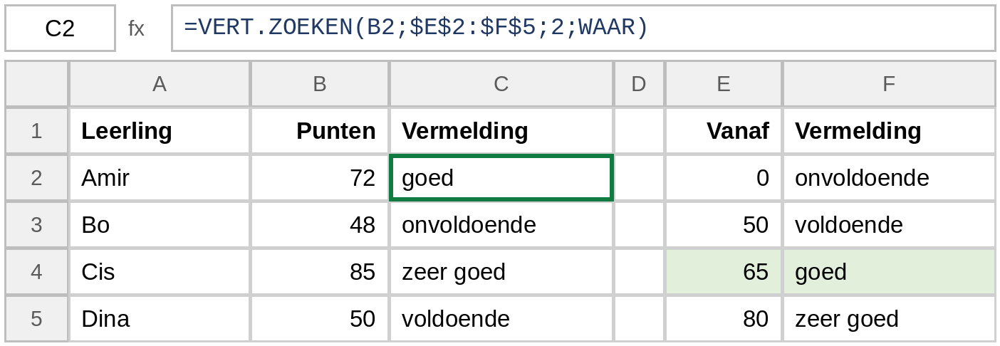 C2 fx =VERT.ZOEKEN(B2;$E$2:$F$5;2;WAAR)
A B C D E F
1 Leerling Punten Vermelding Vanaf Vermelding
2 Amir 72 goed 0 onvoldoende
3 Bo 48 onvoldoende 50 voldoende
4 Cis 85 zeer goed 65 goed
5 Dina 50 voldoende 80 zeer goed